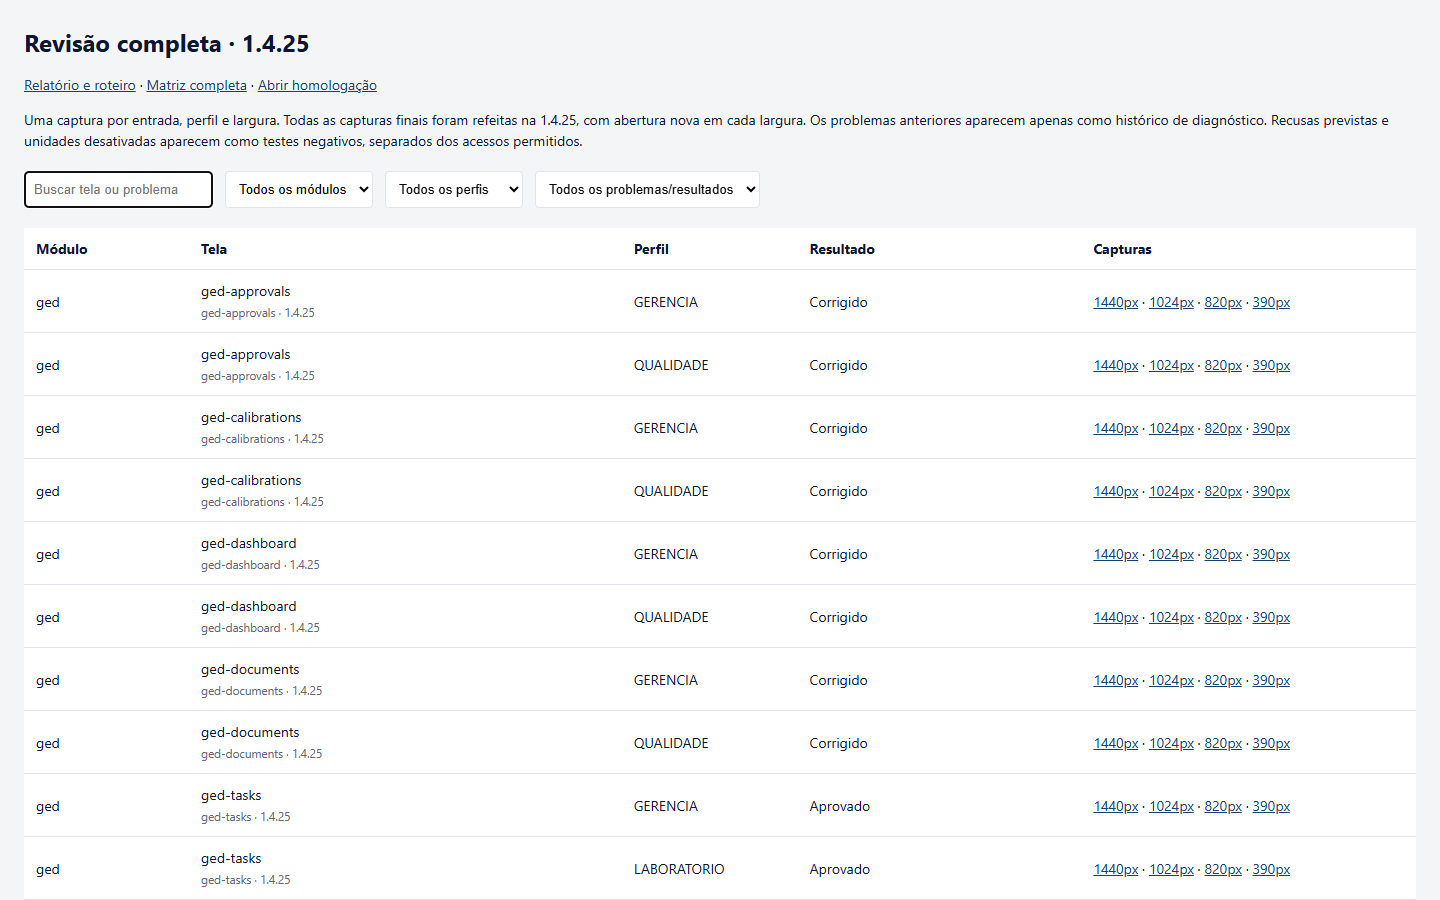 Revisão completa · 1.4.25
Relatório e roteiro · Matriz completa · Abrir homologação
Uma captura por entrada, perfil e largura. Todas as capturas finais foram refeitas na 1.4.25, com abertura nova em cada largura. Os problemas anteriores aparecem apenas como histórico de diagnóstico. Recusas previstas e
unidades desativadas aparecem como testes negativos, separados dos acessos permitidos.
Buscar tela ou problema Todos os módulos Todos os perfis Todos os problemas/resultados
Módulo Tela Perfil Resultado Capturas
ged ged-approvals GERENCIA Corrigido 1440px · 1024px · 820px · 390px
ged-approvals · 1.4.25
ged ged-approvals QUALIDADE Corrigido 1440px · 1024px · 820px · 390px
ged-approvals · 1.4.25
ged ged-calibrations GERENCIA Corrigido 1440px · 1024px · 820px · 390px
ged-calibrations · 1.4.25
ged ged-calibrations QUALIDADE Corrigido 1440px · 1024px · 820px · 390px
ged-calibrations · 1.4.25
ged ged-dashboard GERENCIA Corrigido 1440px · 1024px · 820px · 390px
ged-dashboard · 1.4.25
ged ged-dashboard QUALIDADE Corrigido 1440px · 1024px · 820px · 390px
ged-dashboard · 1.4.25
ged ged-documents GERENCIA Corrigido 1440px · 1024px · 820px · 390px
ged-documents · 1.4.25
ged ged-documents QUALIDADE Corrigido 1440px · 1024px · 820px · 390px
ged-documents · 1.4.25
ged ged-tasks GERENCIA Aprovado 1440px · 1024px · 820px · 390px
ged-tasks · 1.4.25
ged ged-tasks LABORATORIO Aprovado 1440px · 1024px · 820px · 390px
ged-tasks · 1.4.25